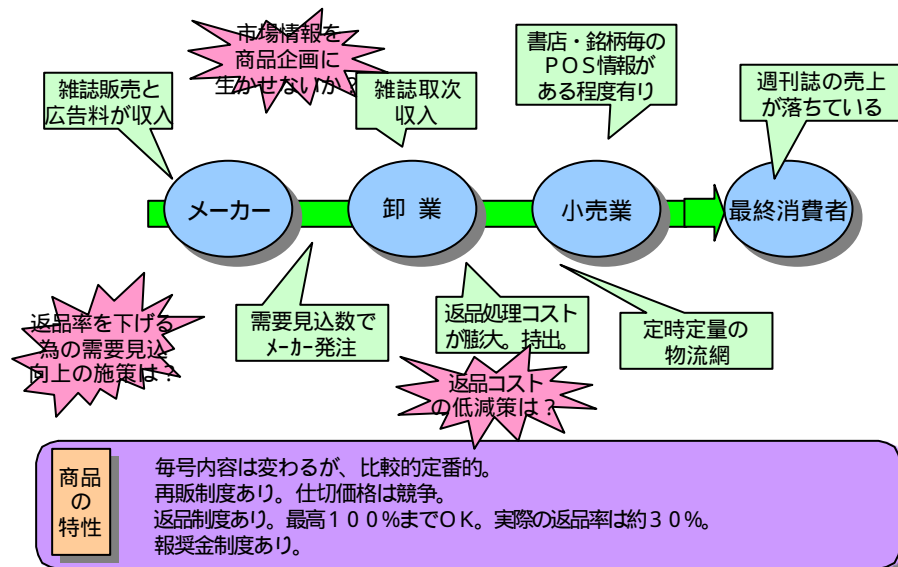 市場情報を
商品企画に
生かせないか？
雑誌販売と
広告料が収入
雑誌取次
収入
書店・銘柄毎の
ＰＯＳ情報が
ある程度有り
週刊誌の売上
が落ちている
メーカー
卸 業
小売業
最終消費者
返品率を下げる
為の需要見込
向上の施策は？
需要見込数で
ﾒｰｶｰ発注
返品処理コスト
が膨大。持出。
返品コスト
の低減策は？
定時定量の
物流網
商品
の
特性
毎号内容は変わるが、比較的定番的。
再販制度あり。仕切価格は競争。
返品制度あり。最高１００％までＯＫ。実際の返品率は約３０％。
報奨金制度あり。